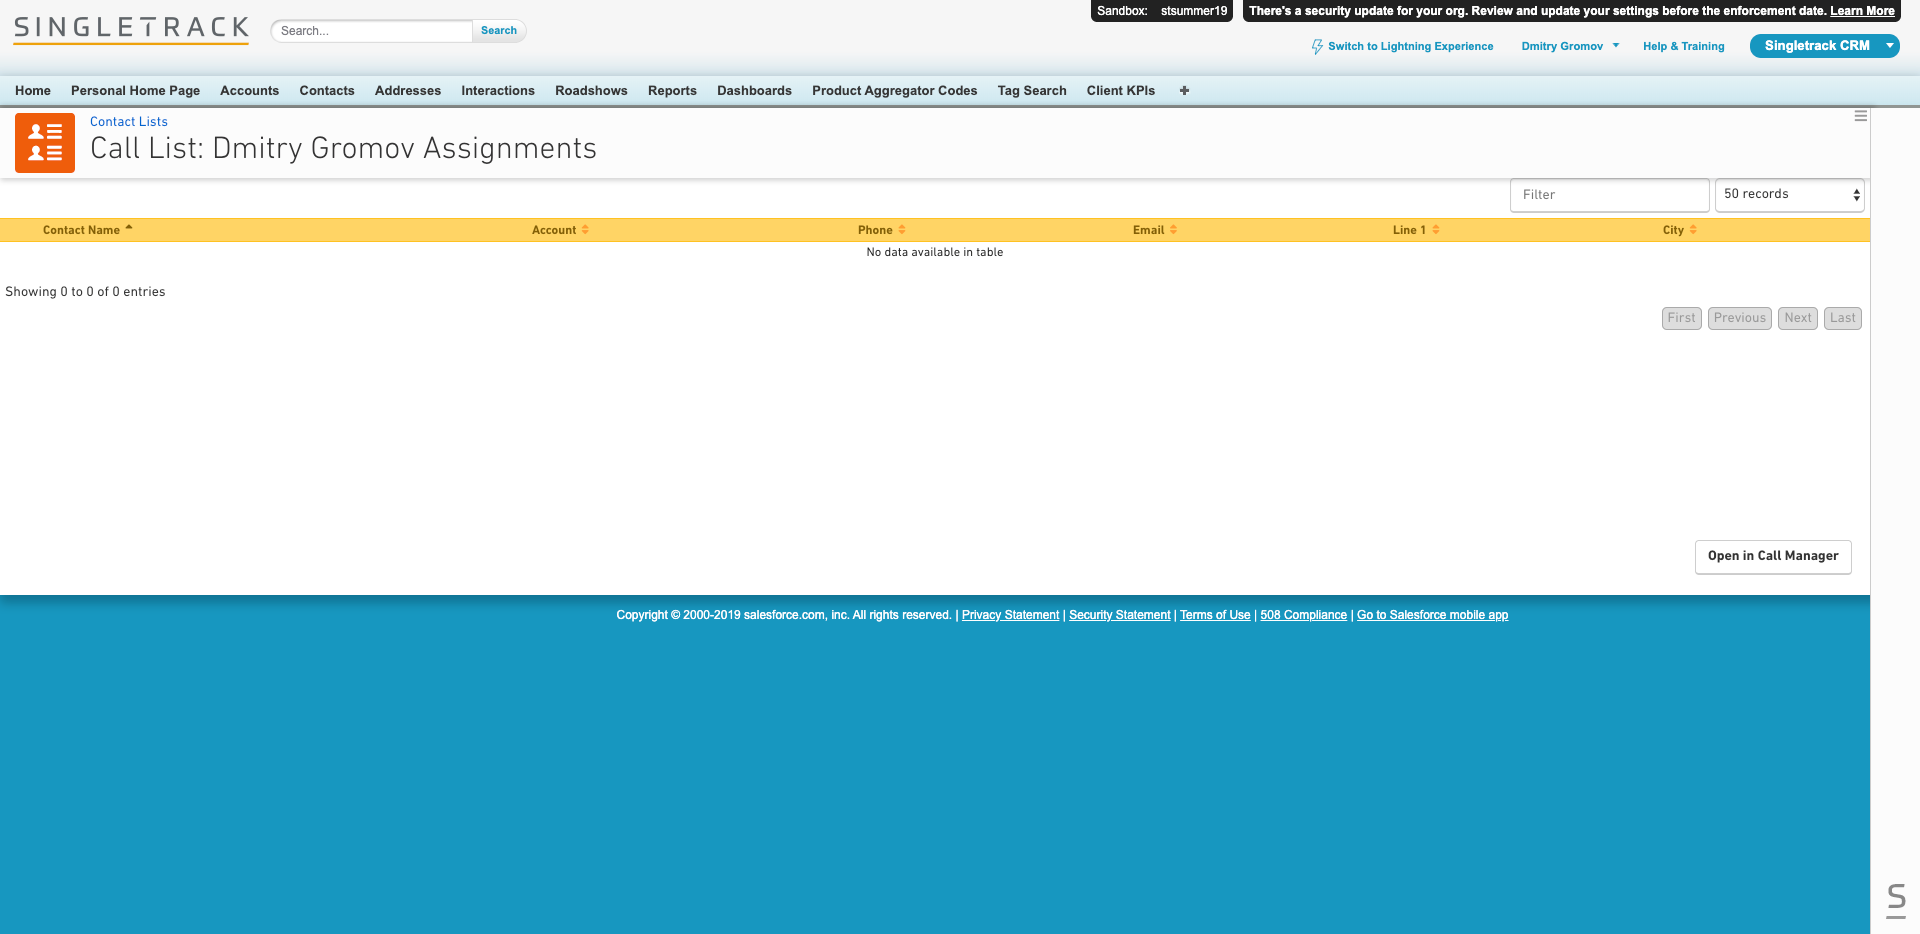 SINGLETRACK
Search...
Search
Sandbox: stsummer19
There's a security update for your org. Review and update your settings before the enforcement date. Learn More
Switch to Lightning Experience
Dmitry Gromov
Help & Training
Singletrack CRM
Home Personal Home Page Accounts Contacts Addresses Interactions Roadshows Reports Dashboards Product Aggregator Codes Tag Search Client KPIs +
Contact Lists
Call List: Dmitry Gromov Assignments
Filter
50 records
Contact Name Account Phone Email Line 1 City
No data available in table
Showing 0 to 0 of 0 entries
First Previous Next Last
Open in Call Manager
Copyright © 2000-2019 salesforce.com, inc. All rights reserved. | Privacy Statement | Security Statement | Terms of Use | 508 Compliance | Go to Salesforce mobile app
S